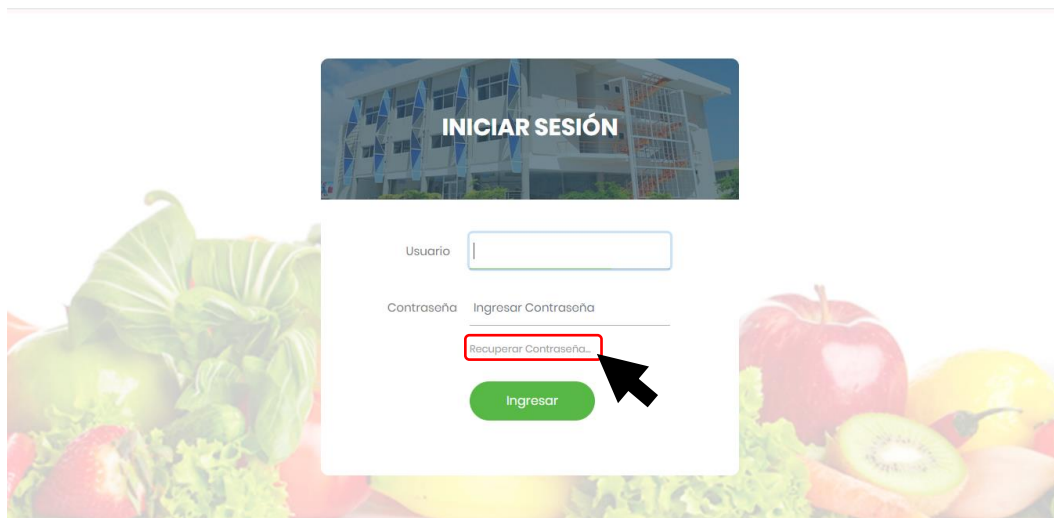 INICIAR SESIÓN
Usuario
Contraseña Ingresar Contraseña
Recuperar Contraseña...
Ingresar